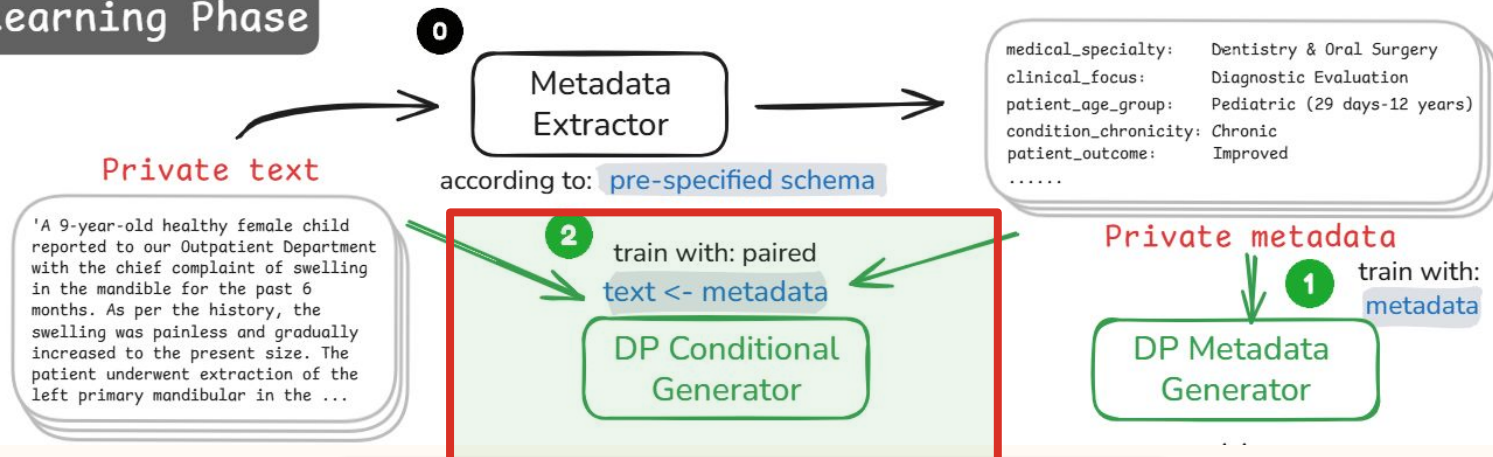 earning Phase
0
Metadata
Extractor
according to: pre-specified schema
medical_specialty: Dentistry & Oral Surgery
clinical_focus: Diagnostic Evaluation
patient_age_group: Pediatric (29 days-12 years)
condition_chronicity: Chronic
patient_outcome: Improved
......
Private text
'A 9-year-old healthy female child
reported to our Outpatient Department
with the chief complaint of swelling
in the mandible for the past 6
months. As per the history, the
swelling was painless and gradually
increased to the present size. The
patient underwent extraction of the
left primary mandibular in the ...
2
train with: paired
text <- metadata
DP Conditional
Generator
Private metadata
1
train with:
metadata
DP Metadata
Generator